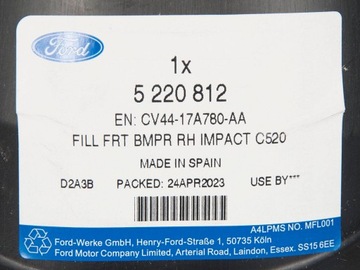 Ford
1x
5 220 812
EN: CV44-17A780-AA
FILL FRT BMPR RH IMPACT C520
MADE IN SPAIN
D2A3B PACKED: 24APR2023 USE BY***
A4LPMS NO. MFL001
Ford-Werke GmbH, Henry-Ford-Straße 1, 50735 Köln
Ford Motor Company Limited, Arterial Road, Laindon, Essex. SS15 6EE